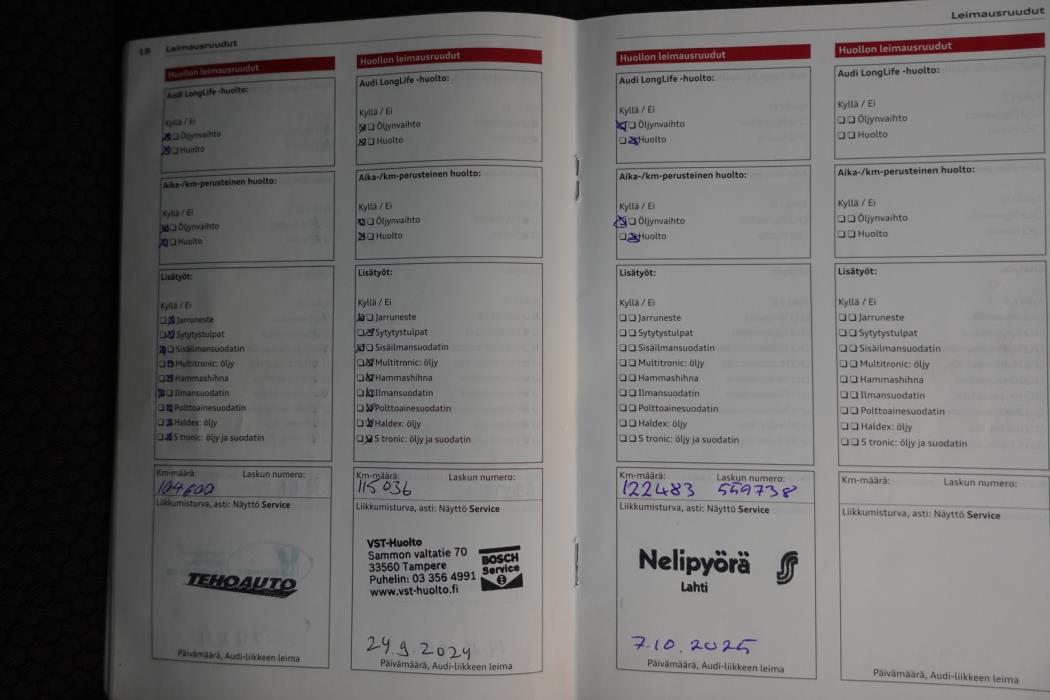 18 Leimausruudut
Huollon leimausruudut
Audi LongLife -huolto:
Kyllä / Ei
Öljynvaihto
Huolto
Aika-/km-perusteinen huolto:
Kyllä / Ei
Öljynvaihto
Huolto
Lisätyöt:
Kyllä / Ei
Jarruneste
Sytytystulpat
Sisäilmansuodatin
Multitronic: öljy
Hammashihna
Ilmansuodatin
Polttoainesuodatin
Haldex: öljy
S tronic: öljy ja suodatin
Km-määrä: Laskun numero:
104600
Liikkumisturva, asti: Näyttö Service
TEHOAUTO
Päivämäärä, Audi-liikkeen leima
Huollon leimausruudut
Audi LongLife -huolto:
Kyllä / Ei
Öljynvaihto
Huolto
Aika-/km-perusteinen huolto:
Kyllä / Ei
Öljynvaihto
Huolto
Lisätyöt:
Kyllä / Ei
Jarruneste
Sytytystulpat
Sisäilmansuodatin
Multitronic: öljy
Hammashihna
Ilmansuodatin
Polttoainesuodatin
Haldex: öljy
S tronic: öljy ja suodatin
Km-määrä: Laskun numero:
115 036
Liikkumisturva, asti: Näyttö Service
VST-Huolto
Sammon valtatie 70
33560 Tampere
Puhelin: 03 356 4991
www.vst-huolto.fi
BOSCH
Service
24.9.2024
Päivämäärä, Audi-liikkeen leima
Leimausruudut
Huollon leimausruudut
Audi LongLife -huolto:
Kyllä / Ei
Öljynvaihto
Huolto
Aika-/km-perusteinen huolto:
Kyllä / Ei
Öljynvaihto
Huolto
Lisätyöt:
Kyllä / Ei
Jarruneste
Sytytystulpat
Sisäilmansuodatin
Multitronic: öljy
Hammashihna
Ilmansuodatin
Polttoainesuodatin
Haldex: öljy
S tronic: öljy ja suodatin
Km-määrä: Laskun numero:
122483 559738
Liikkumisturva, asti: Näyttö Service
Nelipyörä
Lahti
7.10.2025
Päivämäärä, Audi-liikkeen leima
Huollon leimausruudut
Audi LongLife -huolto:
Kyllä / Ei
Öljynvaihto
Huolto
Aika-/km-perusteinen huolto:
Kyllä / Ei
Öljynvaihto
Huolto
Lisätyöt:
Kyllä / Ei
Jarruneste
Sytytystulpat
Sisäilmansuodatin
Multitronic: öljy
Hammashihna
Ilmansuodatin
Polttoainesuodatin
Haldex: öljy
S tronic: öljy ja suodatin
Km-määrä: Laskun numero:
Liikkumisturva, asti: Näyttö Service
Päivämäärä, Audi-liikkeen leima